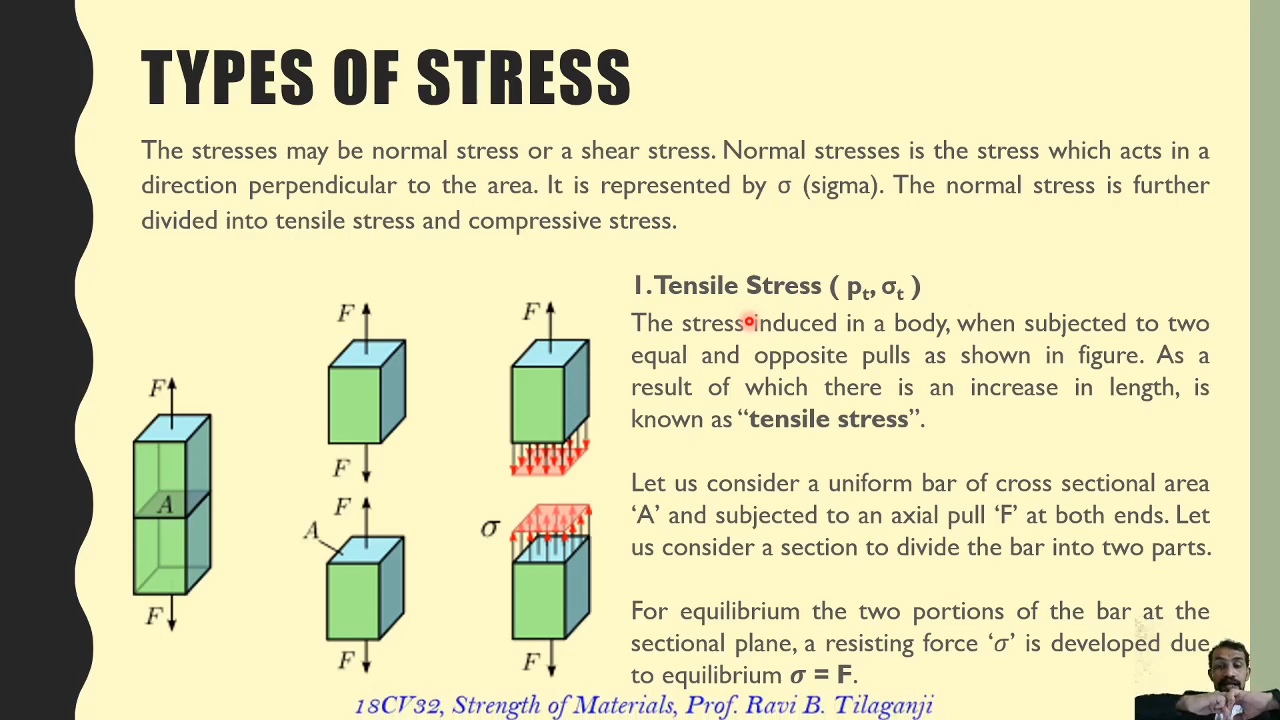 TYPES OF STRESS
The stresses may be normal stress or a shear stress. Normal stresses is the stress which acts in a
direction perpendicular to the area. It is represented by σ (sigma). The normal stress is further
divided into tensile stress and compressive stress.
1. Tensile Stress ( pₜ, σₜ )
The stress induced in a body, when subjected to two
equal and opposite pulls as shown in figure. As a
result of which there is an increase in length, is
known as “tensile stress”.
Let us consider a uniform bar of cross sectional area
‘A’ and subjected to an axial pull ‘F’ at both ends. Let
us consider a section to divide the bar into two parts.
For equilibrium the two portions of the bar at the
sectional plane, a resisting force ‘σ’ is developed due
to equilibrium σ = F.
F
A
F
F
F
F
A
F
F
σ
F
18CV32, Strength of Materials, Prof. Ravi B. Tilaganji